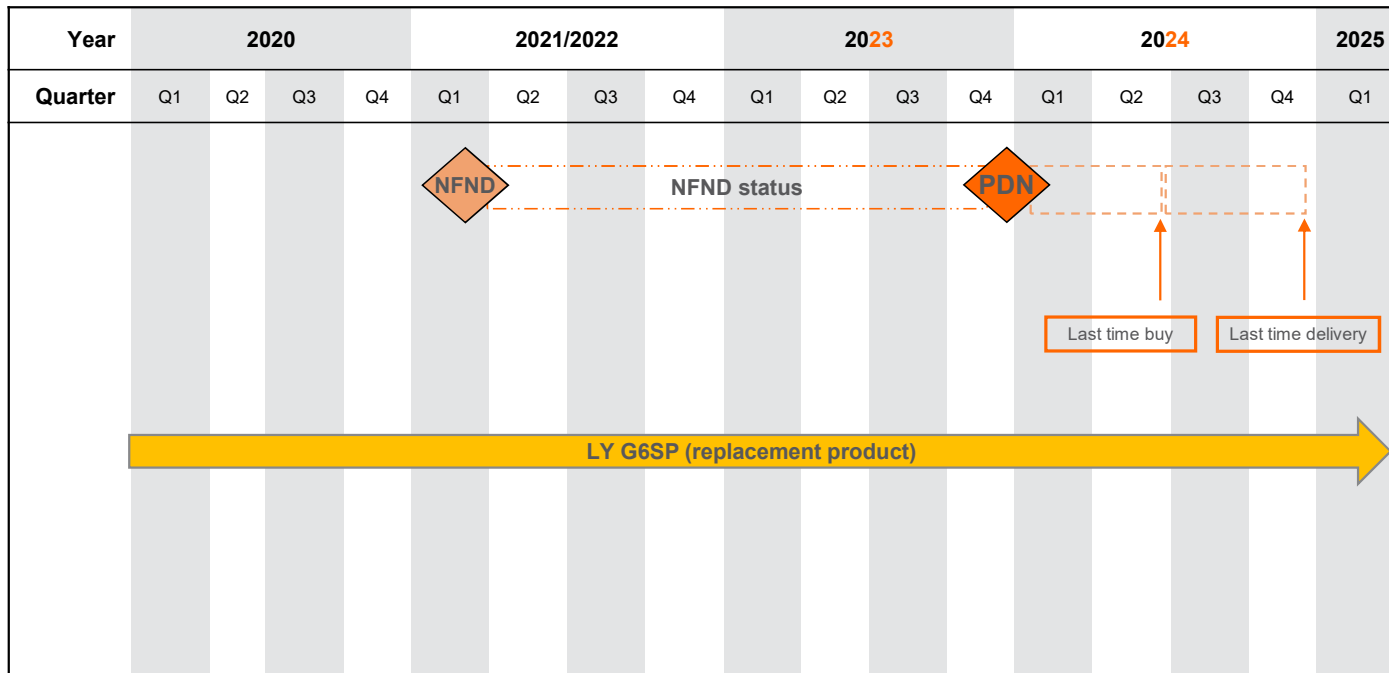 Year 2020 2021/2022 2023 2024 2025
Quarter Q1 Q2 Q3 Q4 Q1 Q2 Q3 Q4 Q1 Q2 Q3 Q4 Q1 Q2 Q3 Q4 Q1
NFND NFND status PDN
Last time buy Last time delivery
LY G6SP (replacement product)